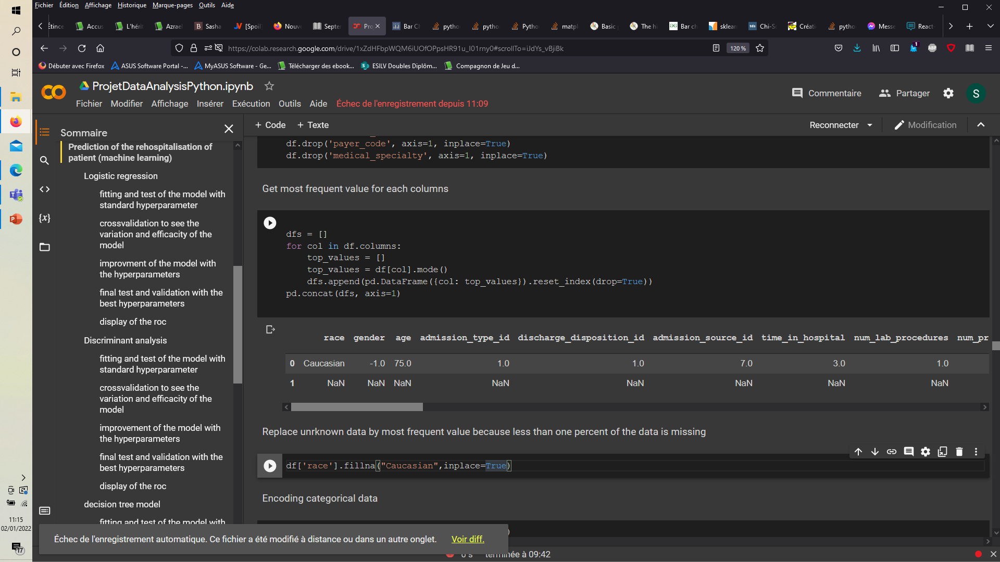 Fichier Édition Affichage Historique Marque-pages Outils Aide
Étince Accus L'héri Azrael Sasha [Spoil Nouv Septer Pro Bar Ch pytho pytho Pytho matpl Basic The hi Bar ch sklear Chi-S Créati pytho Messe React-
https://colab.research.google.com/drive/1xZdHFbpWQM6iUOfOPpsHR91u_I01rny0#scrollTo=iJdYs_vBjiBk
120 %
Débuter avec Firefox ASUS Software Portal -... MyASUS Software - Ge... Télécharger des ebook... ESILV Doubles Diplôm... Compagnon de Jeu d...
ProjetDataAnalysisPython.ipynb
Commentaire Partager S
Fichier Modifier Affichage Insérer Exécution Outils Aide Échec de l'enregistrement depuis 11:09
+ Code + Texte
Reconnecter Modification
Sommaire
Prediction of the rehospitalisation of
patient (machine learning)
Logistic regression
fitting and test of the model with
standard hyperparameter
crossvalidation to see the
variation and efficacity of the
model
improvment of the model with
the hyperparameters
final test and validation with the
best hyperparameters
display of the roc
Discriminant analysis
fitting and test of the model with
standard hyperparameter
crossvalidation to see the
variation and efficacity of the
model
improvement of the model with
the hyperparameters
final test and validation with the
best hyperparameters
display of the roc
decision tree model
fitting and test of the model with
df.drop('payer_code', axis=1, inplace=True)
df.drop('medical_specialty', axis=1, inplace=True)
Get most frequent value for each columns
dfs = []
for col in df.columns:
    top_values = []
    top_values = df[col].mode()
    dfs.append(pd.DataFrame({col: top_values}).reset_index(drop=True))
pd.concat(dfs, axis=1)
race gender age admission_type_id discharge_disposition_id admission_source_id time_in_hospital num_lab_procedures num_pr
0 Caucasian -1.0 75.0 1.0 1.0 7.0 3.0 1.0
1 NaN NaN NaN NaN NaN NaN NaN NaN
Replace unrknown data by most frequent value because less than one percent of the data is missing
df['race'].fillna("Caucasian",inplace=True)
Encoding categorical data
Échec de l'enregistrement automatique. Ce fichier a été modifié à distance ou dans un autre onglet. Voir diff.
0 s terminée à 09:42
11:15
02/01/2022
17